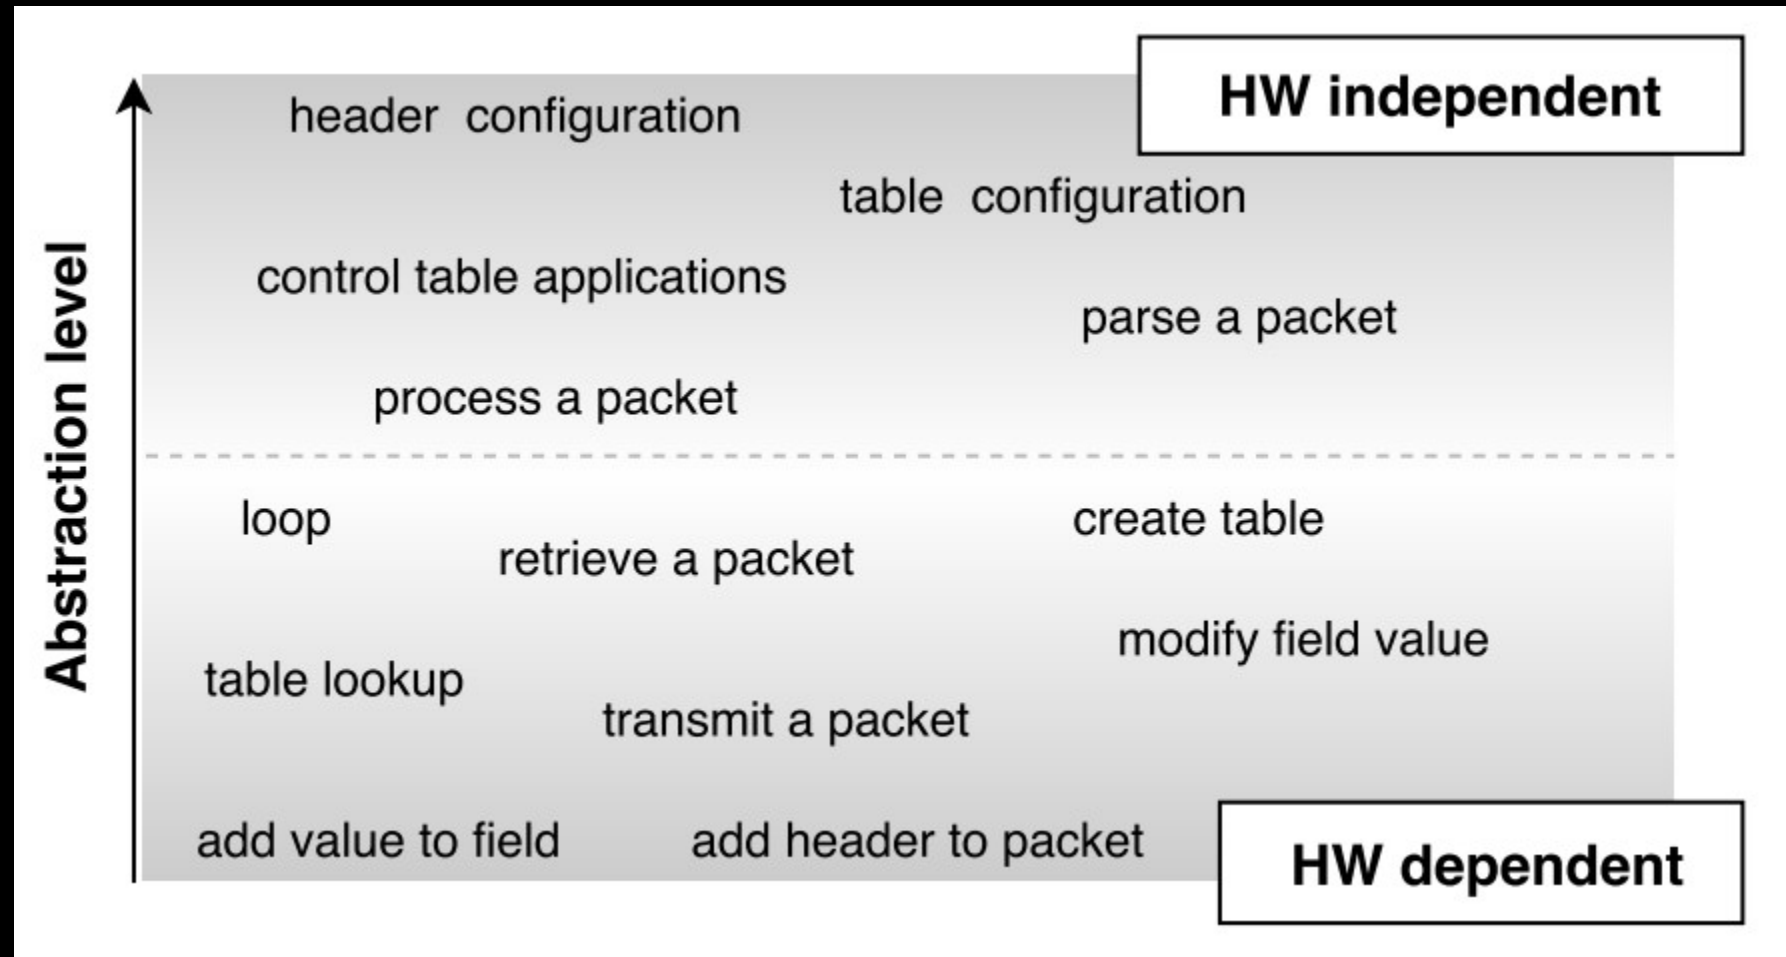 HW independent
header configuration
table configuration
control table applications
parse a packet
process a packet
Abstraction level
loop
create table
retrieve a packet
modify field value
table lookup
transmit a packet
add value to field
add header to packet
HW dependent